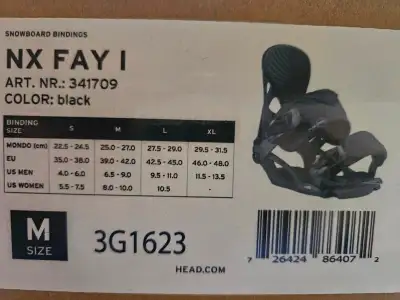 SNOWBOARD BINDINGS
NX FAY I
ART. NR.: 341709
COLOR: black
BINDING SIZE S M L XL
MONDO (cm) 22.5 - 24.5 25.0 - 27.0 27.5 - 29.0 29.5 - 31.5
EU 35.0 - 38.0 39.0 - 42.0 42.5 - 45.0 46.0 - 48.0
US MEN 4.0 - 6.0 6.5 - 9.0 9.5 - 11.0 11.5 - 13.5
US WOMEN 5.5 - 7.5 8.0 - 10.0 10.5 -
M
SIZE
3G1623
7 26424 86407 2
HEAD.COM